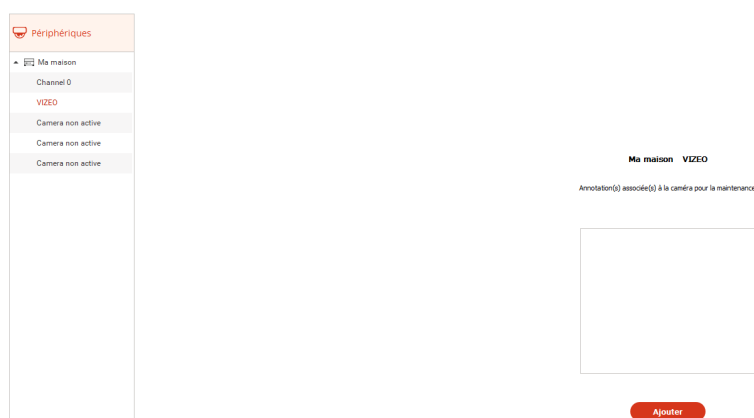 Périphériques
Ma maison
Channel 0
VIZEO
Camera non active
Camera non active
Camera non active
Ma maison VIZEO
Annotation(s) associée(s) à la caméra pour la maintenance
Ajouter